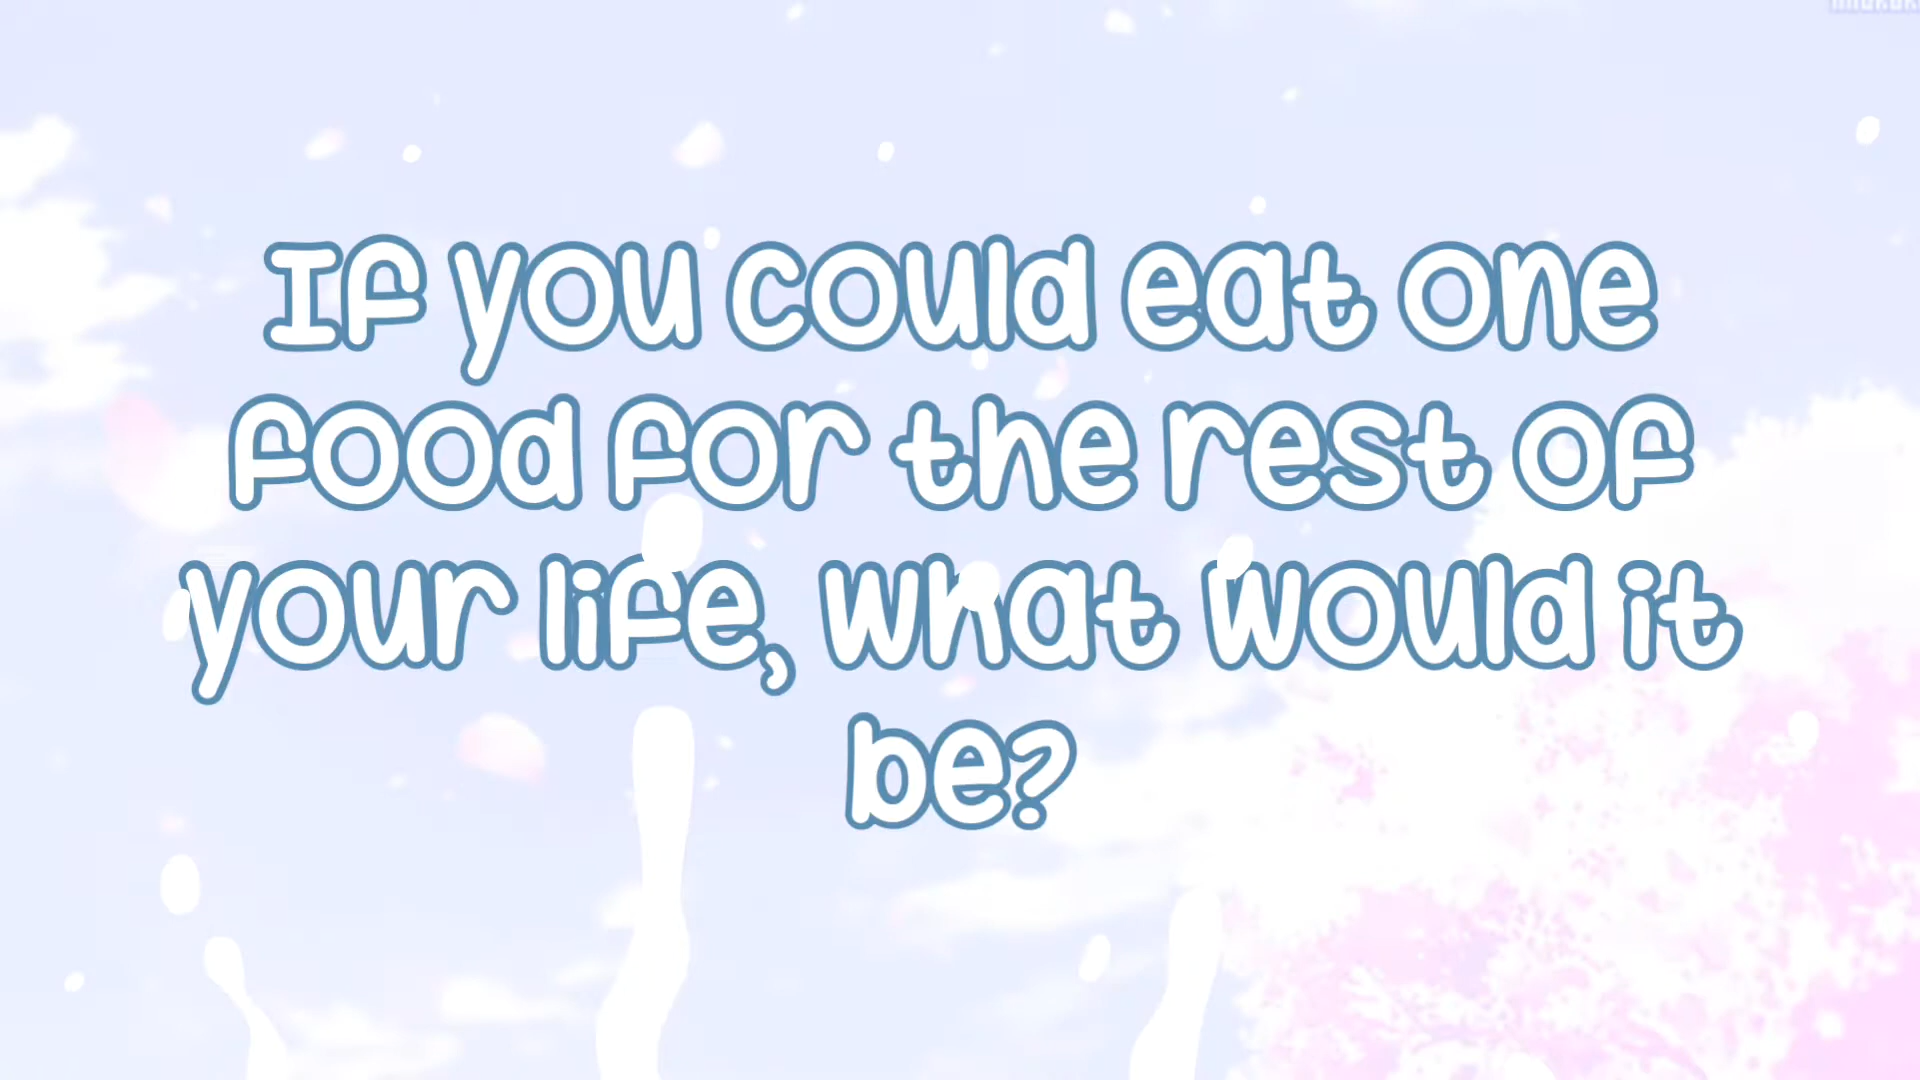 If you could eat one
food for the rest of
your life, what would it
be?